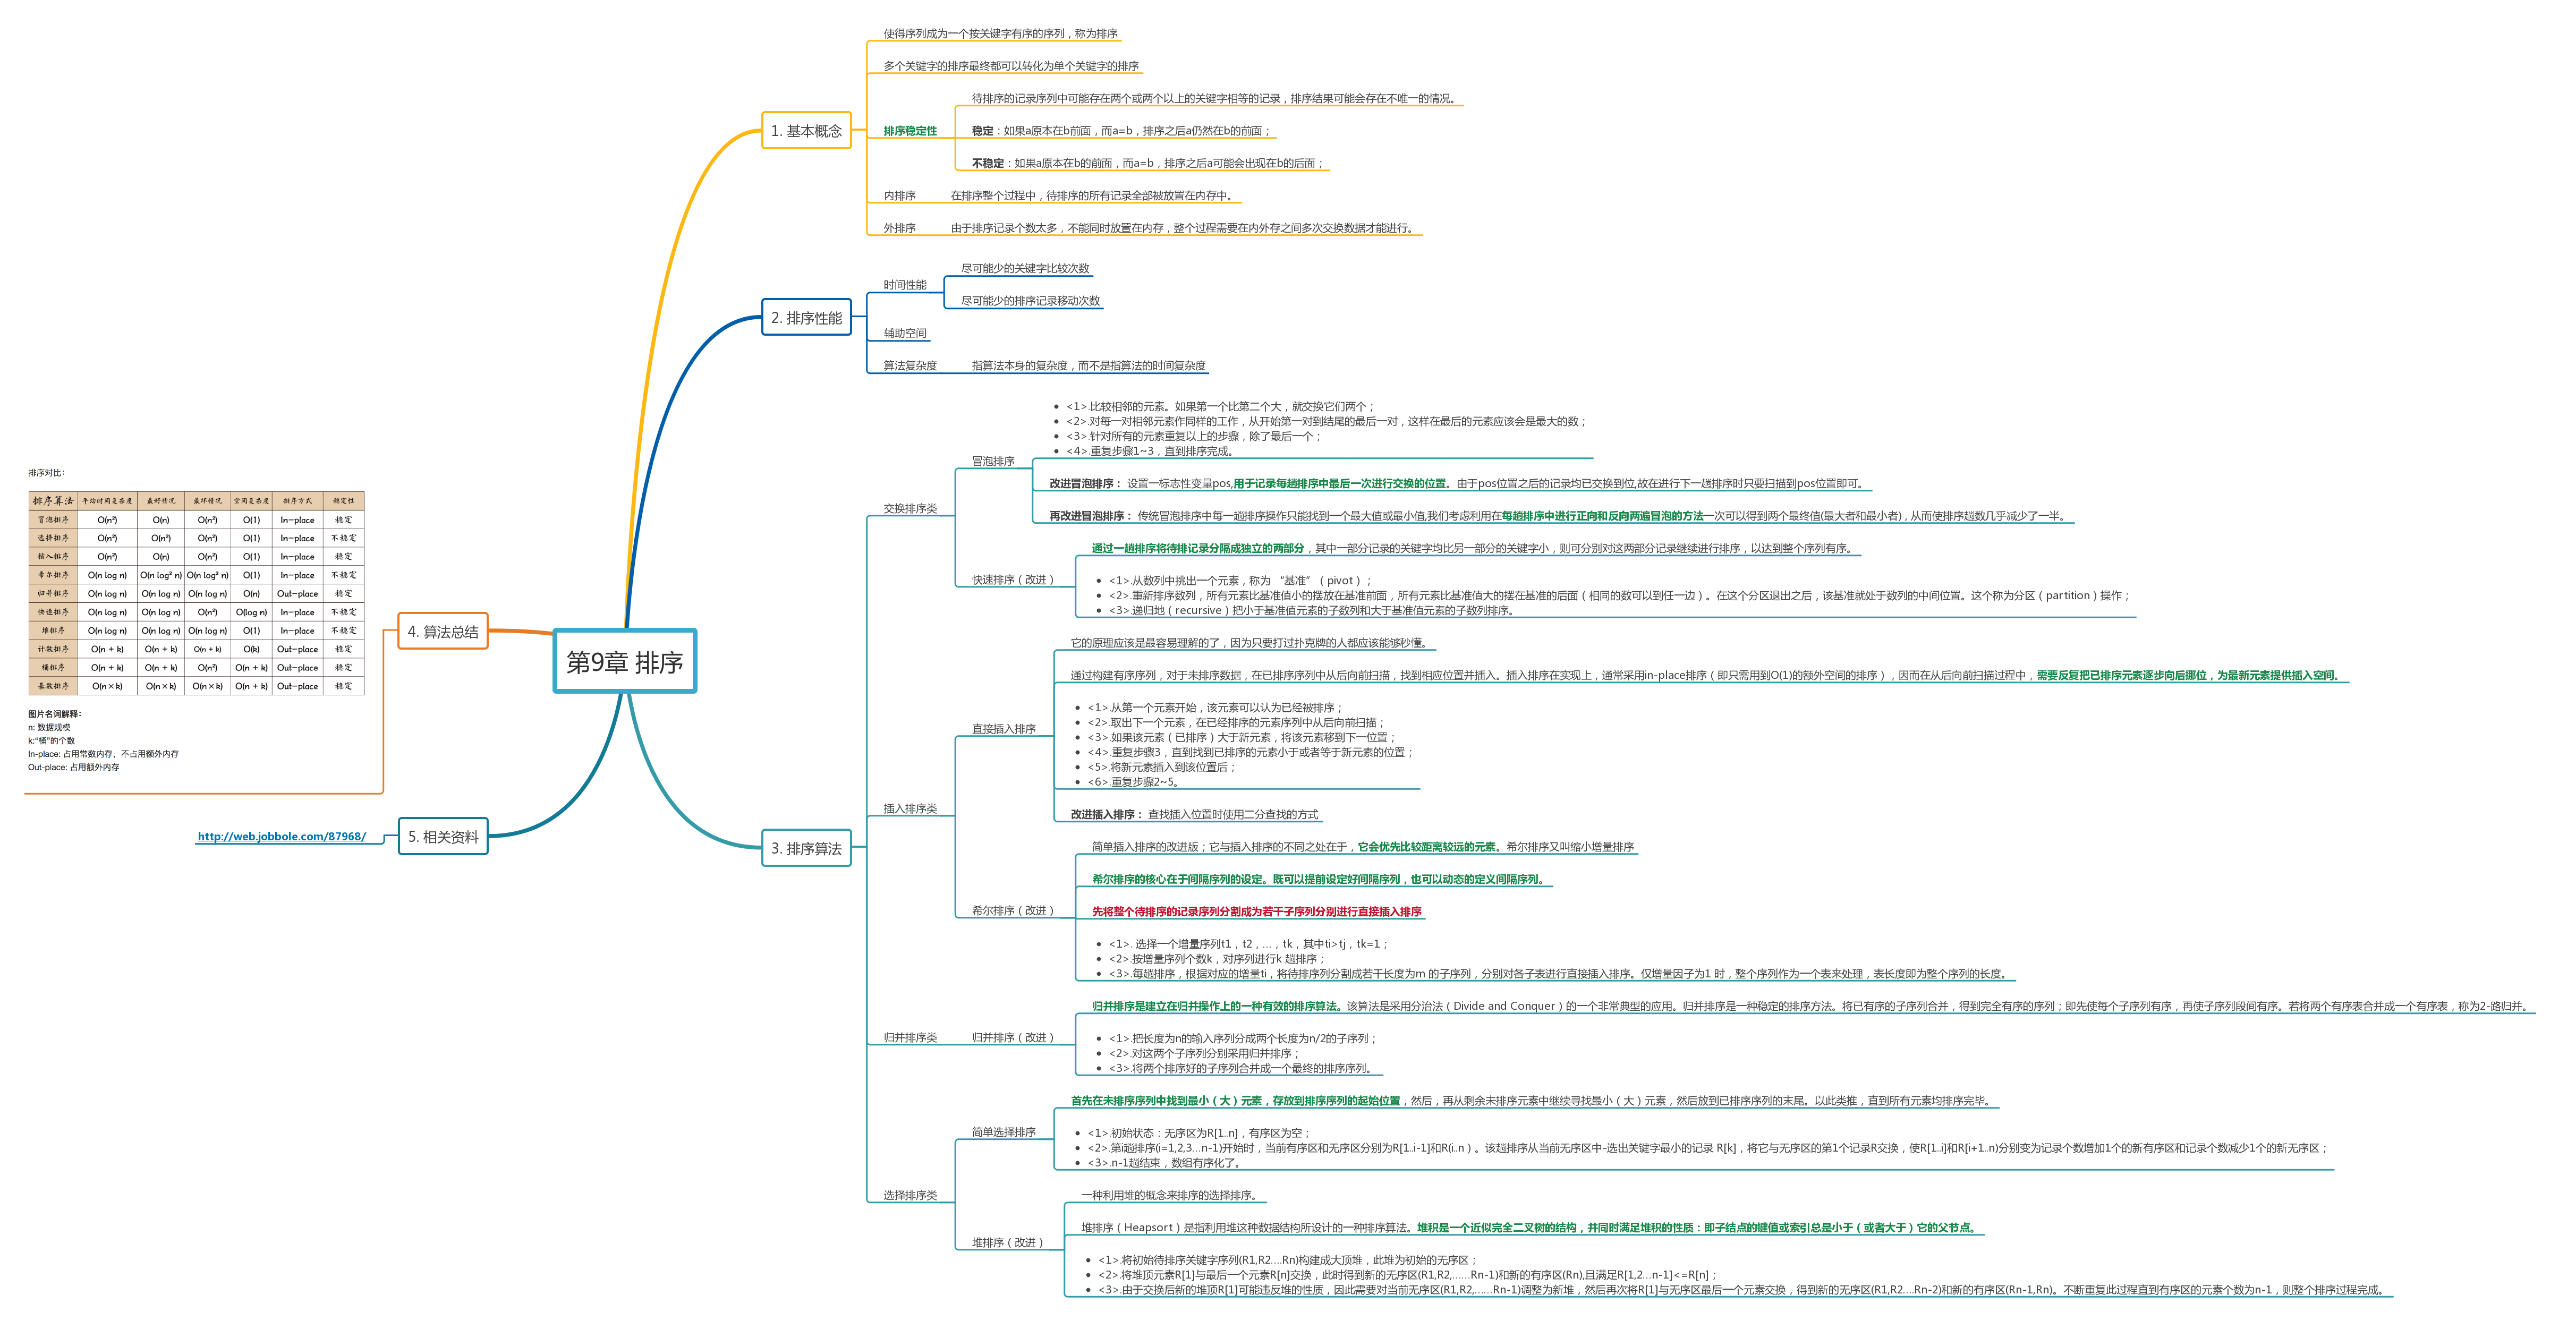 第9章 排序
1. 基本概念
使得序列成为一个按关键字有序的序列，称为排序
多个关键字的排序最终都可以转化为单个关键字的排序
排序稳定性
待排序的记录序列中可能存在两个或两个以上的关键字相等的记录，排序结果可能会存在不唯一的情况。
稳定：如果a原本在b前面，而a=b，排序之后a仍然在b的前面；
不稳定：如果a原本在b的前面，而a=b，排序之后a可能会出现在b的后面；
内排序
在排序整个过程中，待排序的所有记录全部被放置在内存中。
外排序
由于排序记录个数太多，不能同时放置在内存，整个过程需要在内外存之间多次交换数据才能进行。
2. 排序性能
时间性能
尽可能少的关键字比较次数
尽可能少的排序记录移动次数
辅助空间
算法复杂度
指算法本身的复杂度，而不是指算法的时间复杂度
3. 排序算法
交换排序类
冒泡排序
• <1>.比较相邻的元素。如果第一个比第二个大，就交换它们两个；
• <2>.对每一对相邻元素作同样的工作，从开始第一对到结尾的最后一对，这样在最后的元素应该会是最大的数；
• <3>.针对所有的元素重复以上的步骤，除了最后一个；
• <4>.重复步骤1~3，直到排序完成。
改进冒泡排序： 设置一标志性变量pos,用于记录每趟排序中最后一次进行交换的位置。由于pos位置之后的记录均已交换到位,故在进行下一趟排序时只要扫描到pos位置即可。
再改进冒泡排序： 传统冒泡排序中每一趟排序操作只能找到一个最大值或最小值,我们考虑利用在每趟排序中进行正向和反向两遍冒泡的方法一次可以得到两个最终值(最大者和最小者) , 从而使排序趟数几乎减少了一半。
快速排序（改进）
通过一趟排序将待排记录分隔成独立的两部分，其中一部分记录的关键字均比另一部分的关键字小，则可分别对这两部分记录继续进行排序，以达到整个序列有序。
• <1>.从数列中挑出一个元素，称为 “基准”（pivot）；
• <2>.重新排序数列，所有元素比基准值小的摆放在基准前面，所有元素比基准值大的摆在基准的后面（相同的数可以到任一边）。在这个分区退出之后，该基准就处于数列的中间位置。这个称为分区（partition）操作；
• <3>.递归地（recursive）把小于基准值元素的子数列和大于基准值元素的子数列排序。
插入排序类
直接插入排序
它的原理应该是最容易理解的了，因为只要打过扑克牌的人都应该能够秒懂。
通过构建有序序列，对于未排序数据，在已排序序列中从后向前扫描，找到相应位置并插入。插入排序在实现上，通常采用in-place排序（即只需用到O(1)的额外空间的排序），因而在从后向前扫描过程中，需要反复把已排序元素逐步向后挪位，为最新元素提供插入空间。
• <1>.从第一个元素开始，该元素可以认为已经被排序；
• <2>.取出下一个元素，在已经排序的元素序列中从后向前扫描；
• <3>.如果该元素（已排序）大于新元素，将该元素移到下一位置；
• <4>.重复步骤3，直到找到已排序的元素小于或者等于新元素的位置；
• <5>.将新元素插入到该位置后；
• <6>.重复步骤2~5。
改进插入排序： 查找插入位置时使用二分查找的方式
希尔排序（改进）
简单插入排序的改进版；它与插入排序的不同之处在于，它会优先比较距离较远的元素。希尔排序又叫缩小增量排序
希尔排序的核心在于间隔序列的设定。既可以提前设定好间隔序列，也可以动态的定义间隔序列。
先将整个待排序的记录序列分割成为若干子序列分别进行直接插入排序
• <1>. 选择一个增量序列t1，t2，…，tk，其中ti>tj，tk=1；
• <2>.按增量序列个数k，对序列进行k 趟排序；
• <3>.每趟排序，根据对应的增量ti，将待排序列分割成若干长度为m 的子序列，分别对各子表进行直接插入排序。仅增量因子为1 时，整个序列作为一个表来处理，表长度即为整个序列的长度。
归并排序类
归并排序（改进）
归并排序是建立在归并操作上的一种有效的排序算法。该算法是采用分治法（Divide and Conquer）的一个非常典型的应用。归并排序是一种稳定的排序方法。将已有序的子序列合并，得到完全有序的序列；即先使每个子序列有序，再使子序列段间有序。若将两个有序表合并成一个有序表，称为2-路归并。
• <1>.把长度为n的输入序列分成两个长度为n/2的子序列；
• <2>.对这两个子序列分别采用归并排序；
• <3>.将两个排序好的子序列合并成一个最终的排序序列。
选择排序类
简单选择排序
首先在未排序序列中找到最小（大）元素，存放到排序序列的起始位置，然后，再从剩余未排序元素中继续寻找最小（大）元素，然后放到已排序序列的末尾。以此类推，直到所有元素均排序完毕。
• <1>.初始状态：无序区为R[1..n]，有序区为空；
• <2>.第i趟排序(i=1,2,3…n-1)开始时，当前有序区和无序区分别为R[1..i-1]和R(i..n）。该趟排序从当前无序区中-选出关键字最小的记录 R[k]，将它与无序区的第1个记录R交换，使R[1..i]和R[i+1..n)分别变为记录个数增加1个的新有序区和记录个数减少1个的新无序区；
• <3>.n-1趟结束，数组有序化了。
堆排序（改进）
一种利用堆的概念来排序的选择排序。
堆排序（Heapsort）是指利用堆这种数据结构所设计的一种排序算法。堆积是一个近似完全二叉树的结构，并同时满足堆积的性质：即子结点的键值或索引总是小于（或者大于）它的父节点。
• <1>.将初始待排序关键字序列(R1,R2….Rn)构建成大顶堆，此堆为初始的无序区；
• <2>.将堆顶元素R[1]与最后一个元素R[n]交换，此时得到新的无序区(R1,R2,……Rn-1)和新的有序区(Rn),且满足R[1,2…n-1]<=R[n]；
• <3>.由于交换后新的堆顶R[1]可能违反堆的性质，因此需要对当前无序区(R1,R2,……Rn-1)调整为新堆，然后再次将R[1]与无序区最后一个元素交换，得到新的无序区(R1,R2….Rn-2)和新的有序区(Rn-1,Rn)。不断重复此过程直到有序区的元素个数为n-1，则整个排序过程完成。
4. 算法总结
排序对比：
排序算法 平均时间复杂度 最好情况 最坏情况 空间复杂度 排序方式 稳定性
冒泡排序 O(n²) O(n) O(n²) O(1) In-place 稳定
选择排序 O(n²) O(n²) O(n²) O(1) In-place 不稳定
插入排序 O(n²) O(n) O(n²) O(1) In-place 稳定
希尔排序 O(n log n) O(n log² n) O(n log² n) O(1) In-place 不稳定
归并排序 O(n log n) O(n log n) O(n log n) O(n) Out-place 稳定
快速排序 O(n log n) O(n log n) O(n²) O(log n) In-place 不稳定
堆排序 O(n log n) O(n log n) O(n log n) O(1) In-place 不稳定
计数排序 O(n + k) O(n + k) O(n + k) O(k) Out-place 稳定
桶排序 O(n + k) O(n + k) O(n²) O(n + k) Out-place 稳定
基数排序 O(n×k) O(n×k) O(n×k) O(n + k) Out-place 稳定
图片名词解释：
n: 数据规模
k:“桶”的个数
In-place: 占用常数内存，不占用额外内存
Out-place: 占用额外内存
5. 相关资料
http://web.jobbole.com/87968/